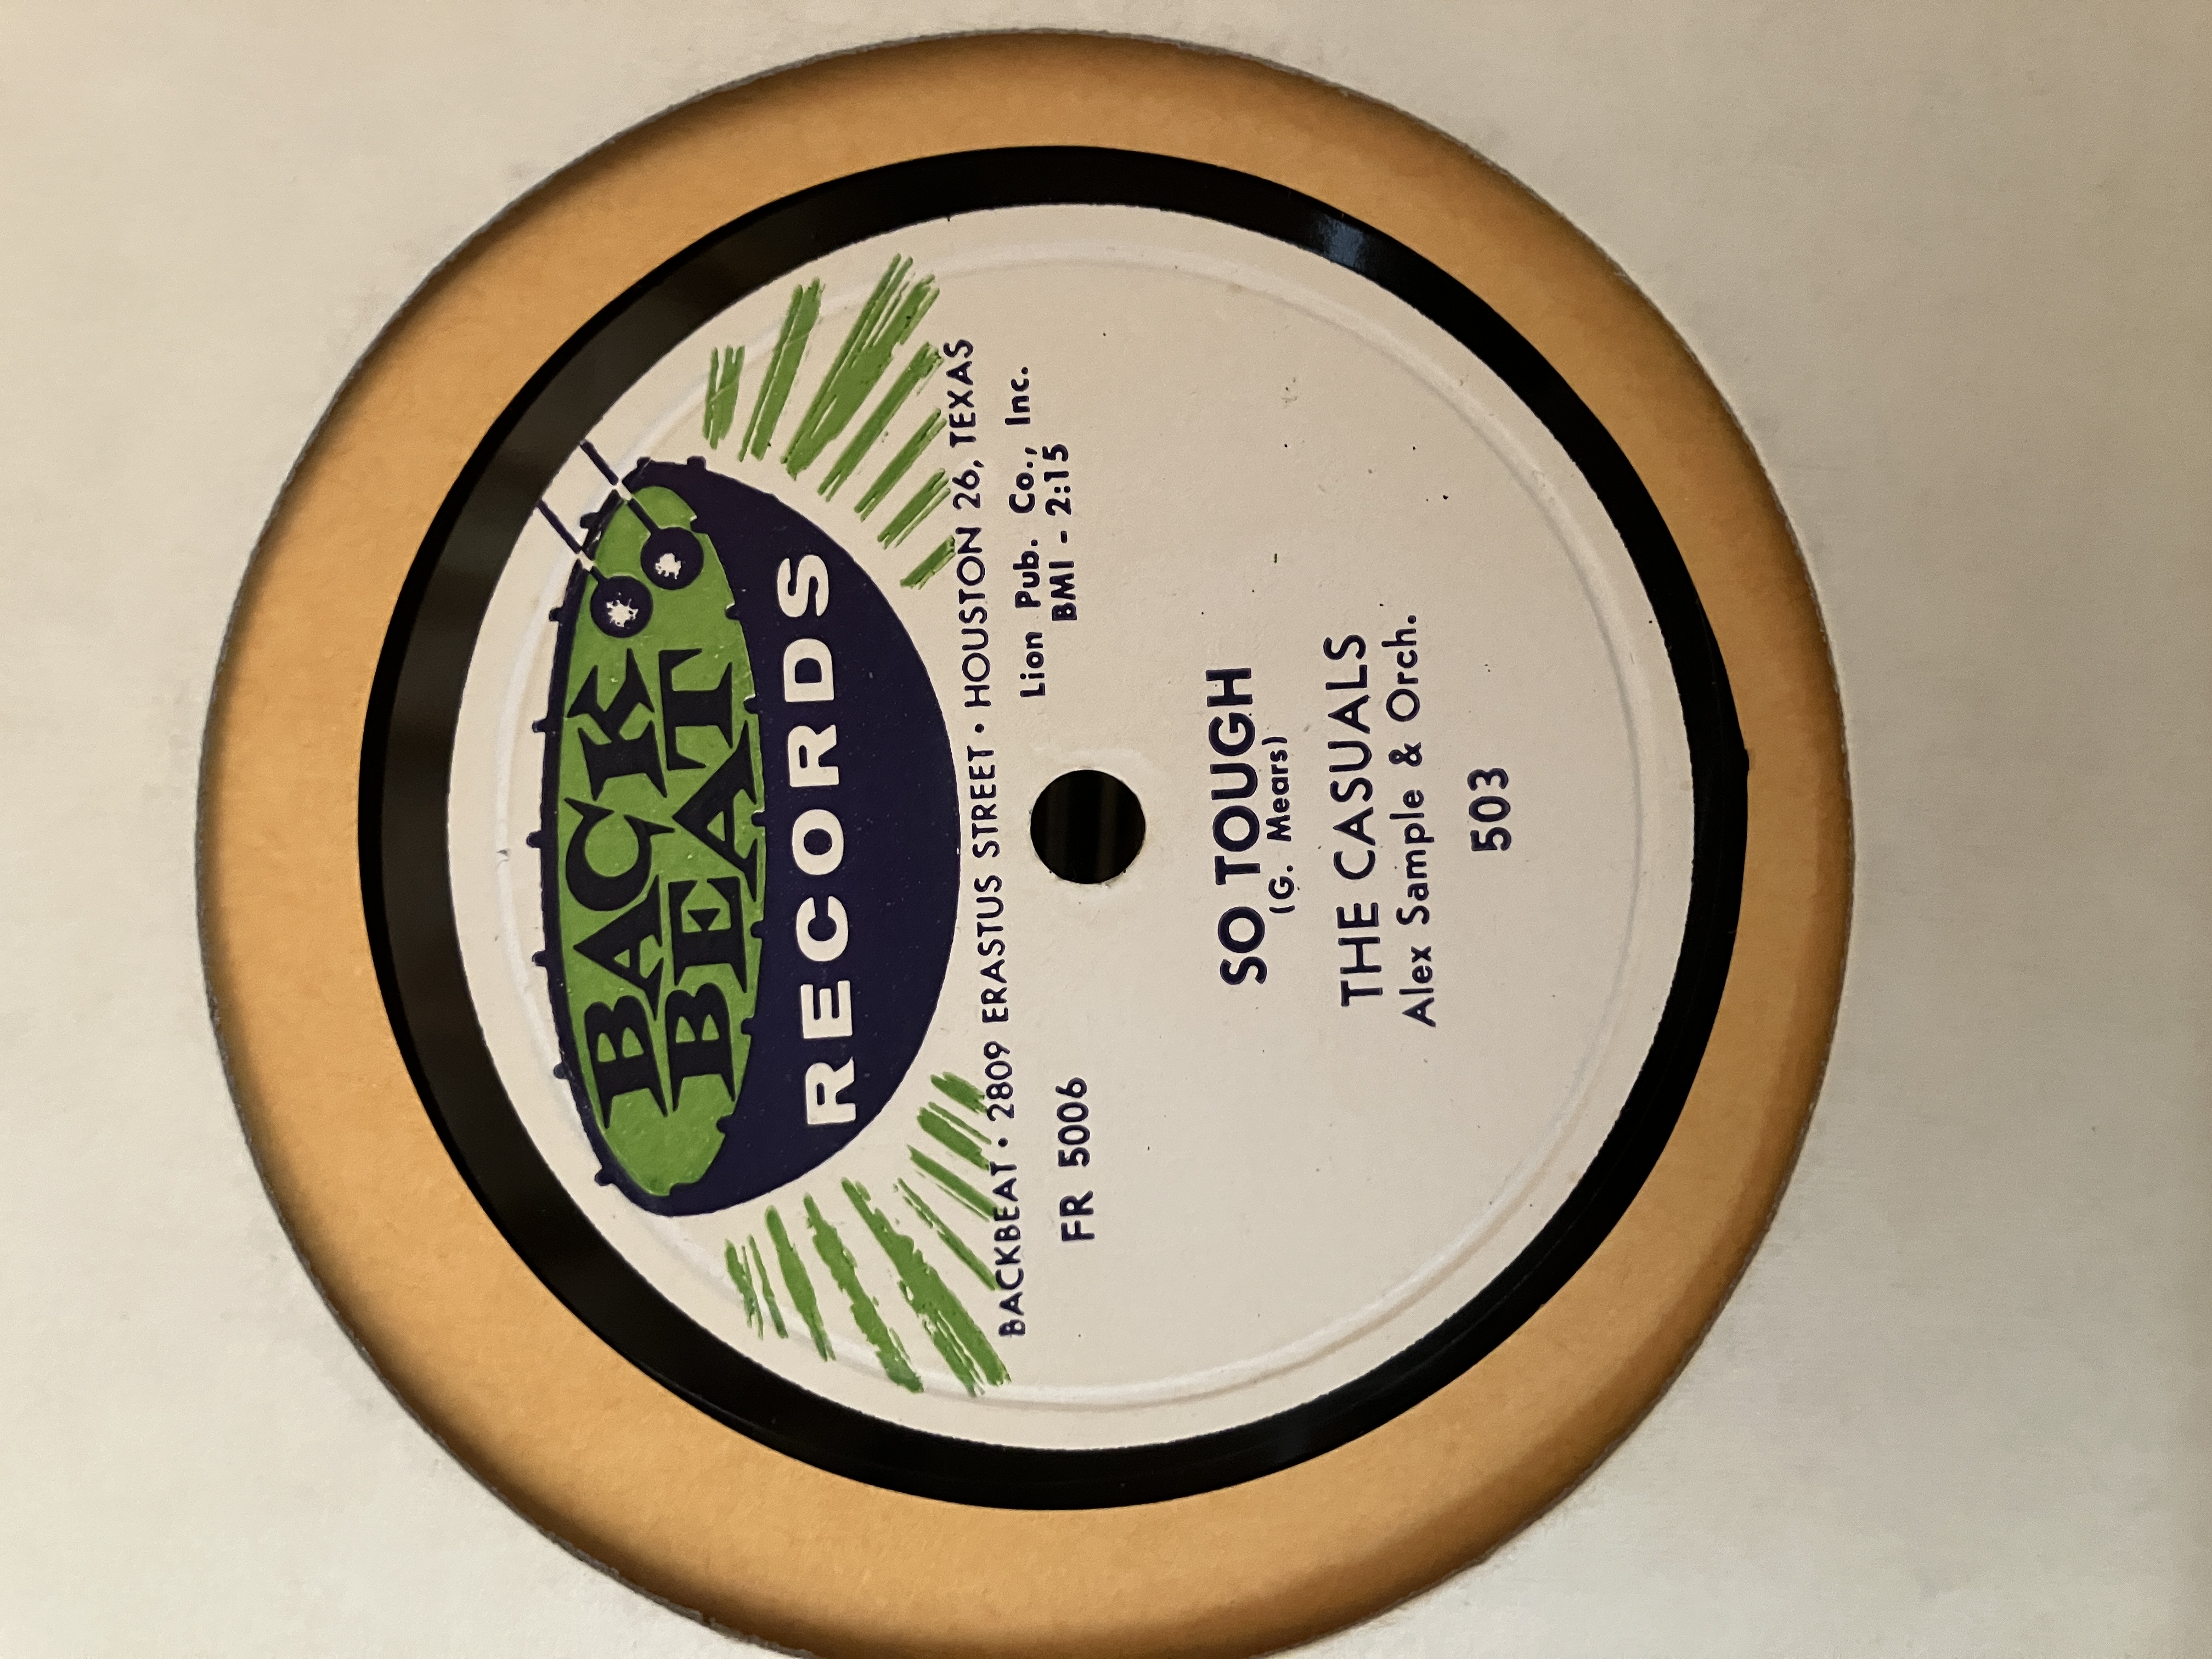 BACK
BEAT
RECORDS
BACKBEAT • 2809 ERASTUS STREET • HOUSTON 26, TEXAS
FR 5006
Lion Pub. Co., Inc.
BMI - 2:15
SO TOUGH
(G. Mears)
THE CASUALS
Alex Sample & Orch.
503